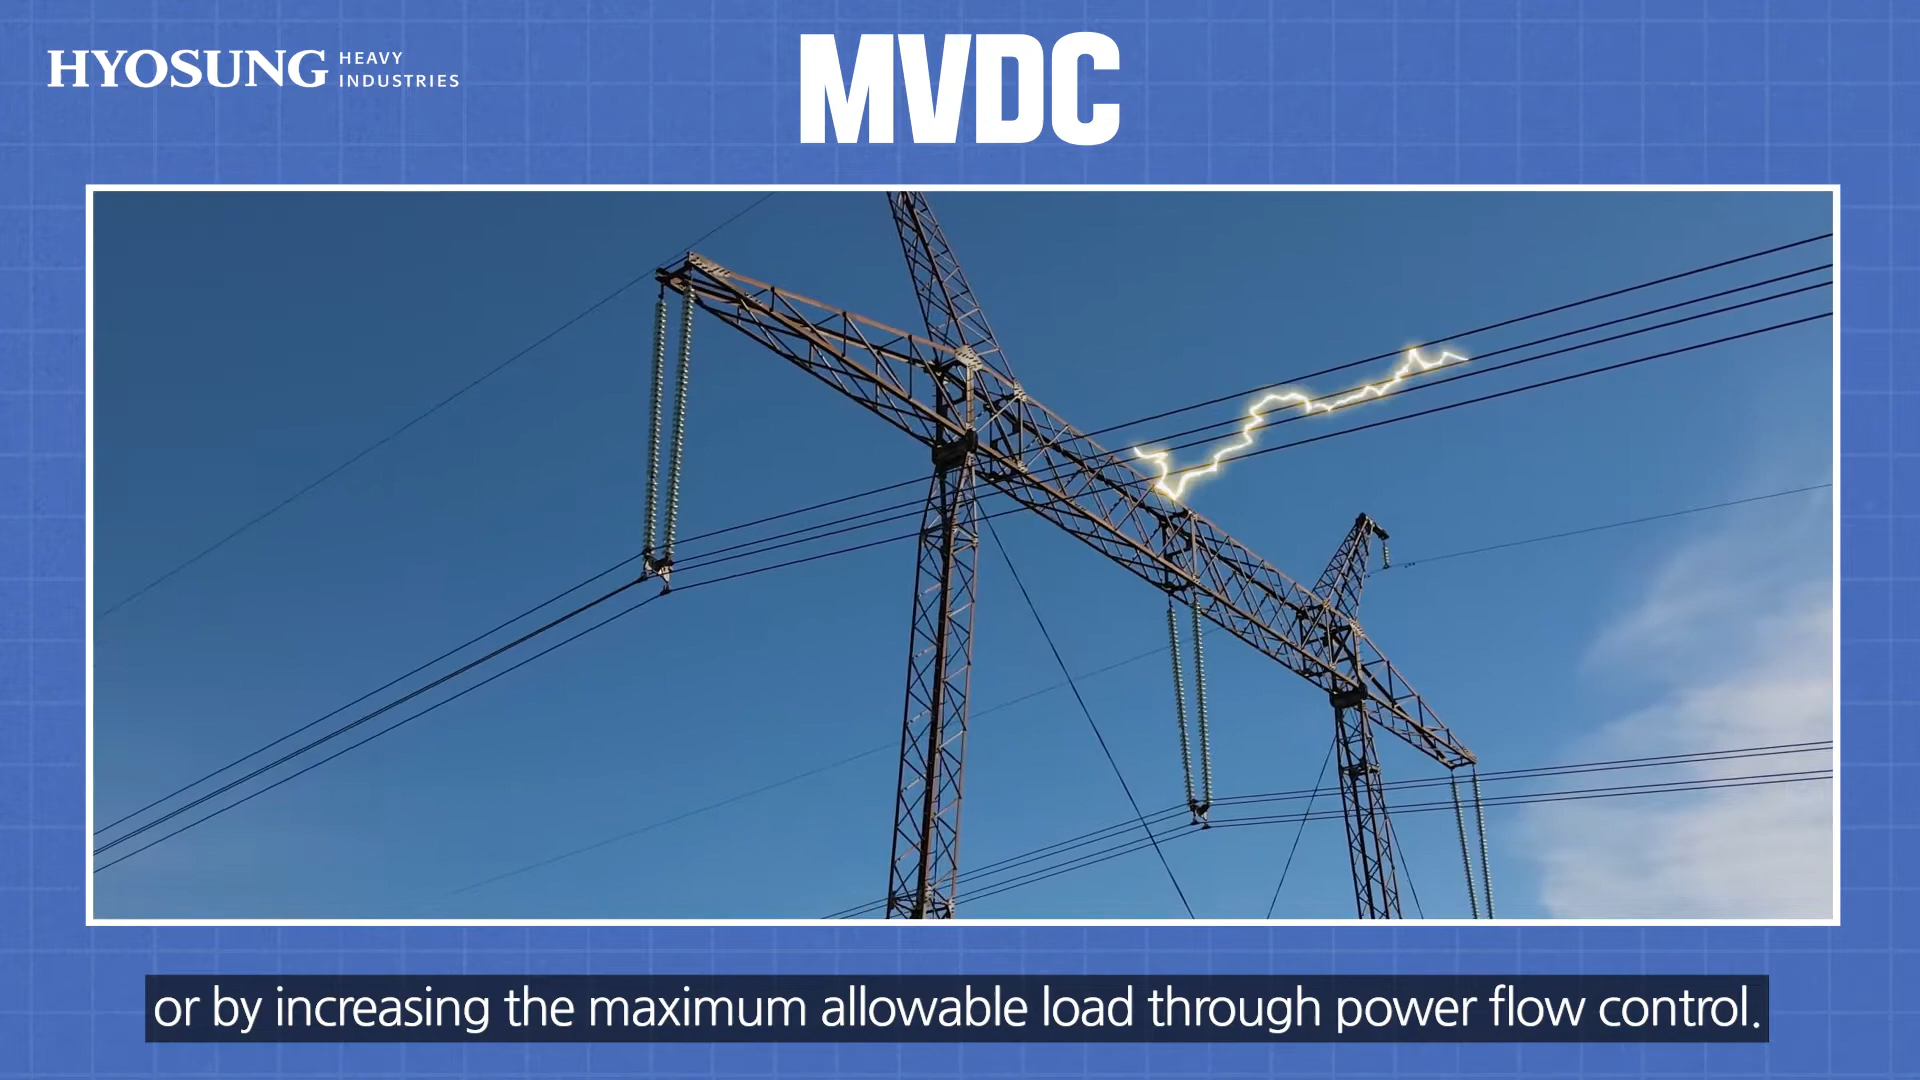 HYOSUNG
HEAVY
INDUSTRIES
MVDC
or by increasing the maximum allowable load through power flow control.